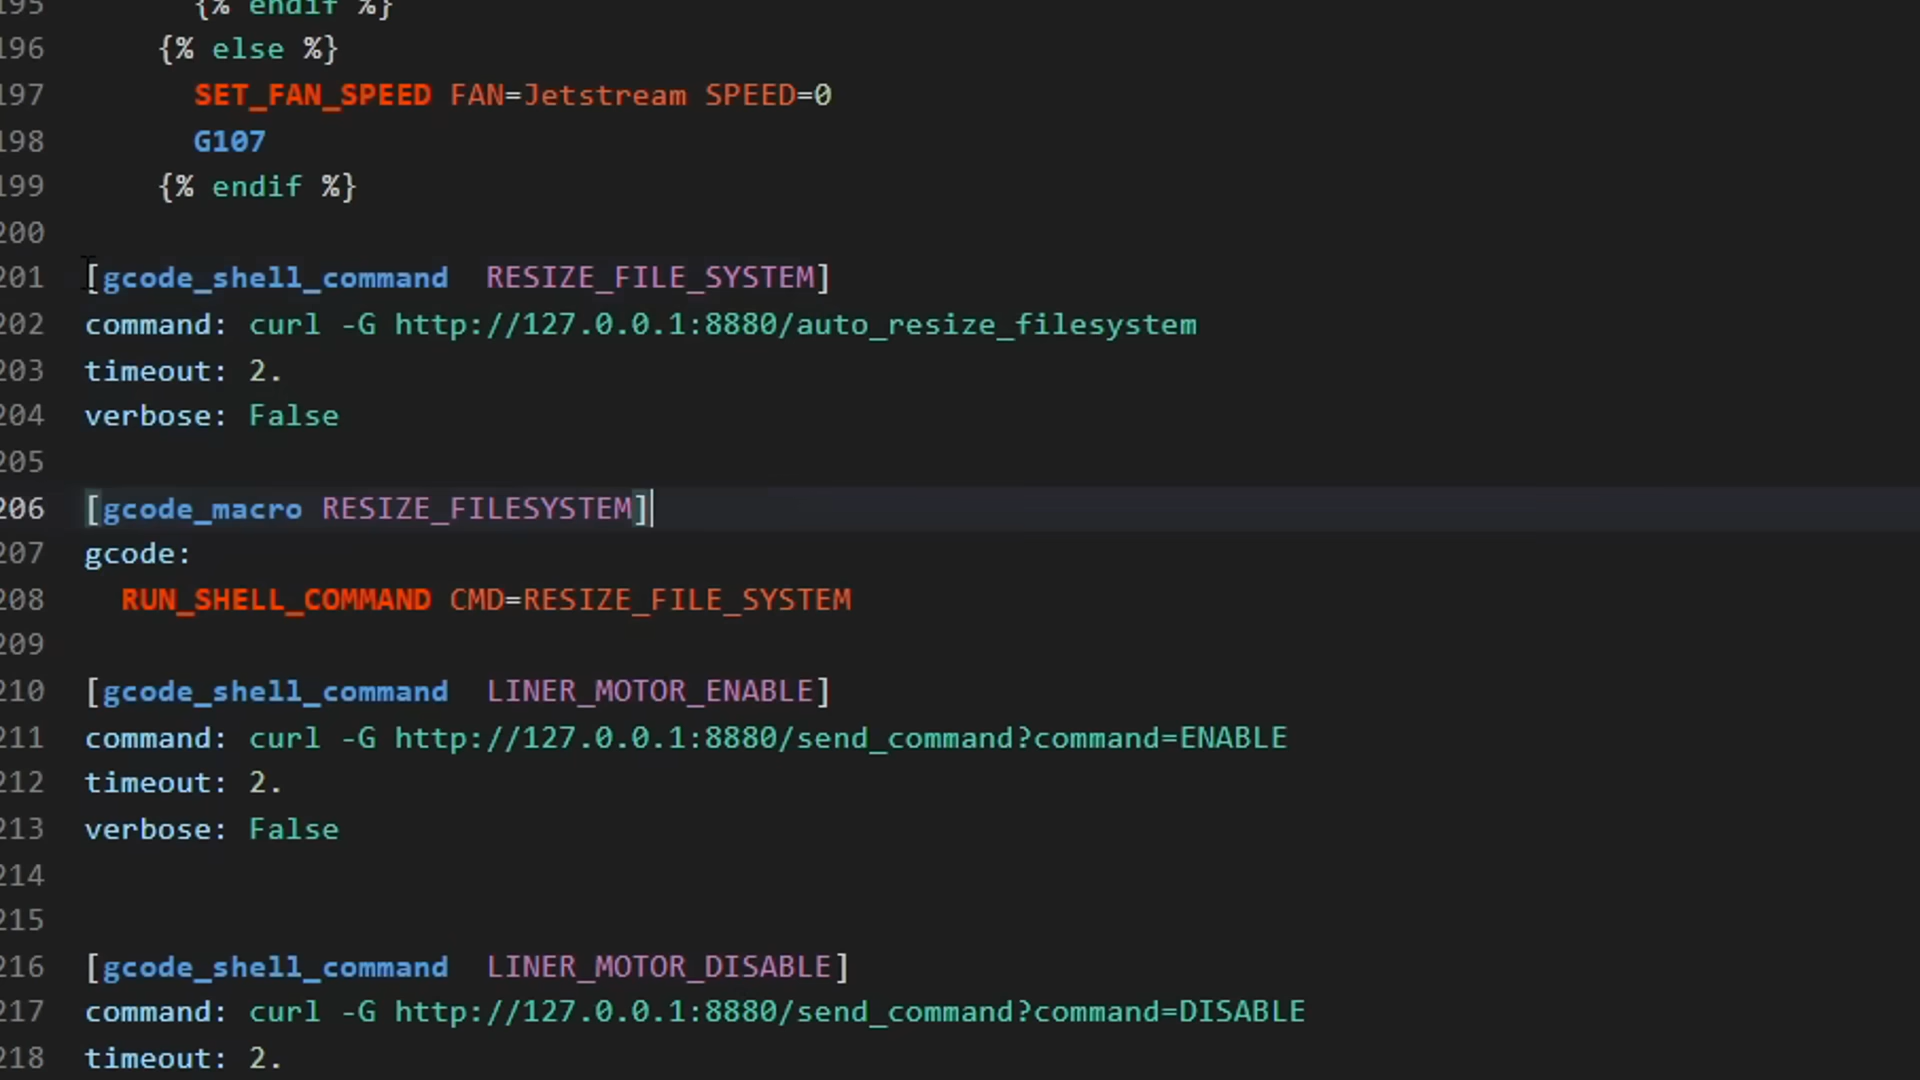 195 {% endif %}
196 {% else %}
197 SET_FAN_SPEED FAN=Jetstream SPEED=0
198 G107
199 {% endif %}
200
201 [gcode_shell_command  RESIZE_FILE_SYSTEM]
202 command: curl -G http://127.0.0.1:8880/auto_resize_filesystem
203 timeout: 2.
204 verbose: False
205
206 [gcode_macro RESIZE_FILESYSTEM]
207 gcode:
208 RUN_SHELL_COMMAND CMD=RESIZE_FILE_SYSTEM
209
210 [gcode_shell_command  LINER_MOTOR_ENABLE]
211 command: curl -G http://127.0.0.1:8880/send_command?command=ENABLE
212 timeout: 2.
213 verbose: False
214
215
216 [gcode_shell_command  LINER_MOTOR_DISABLE]
217 command: curl -G http://127.0.0.1:8880/send_command?command=DISABLE
218 timeout: 2.